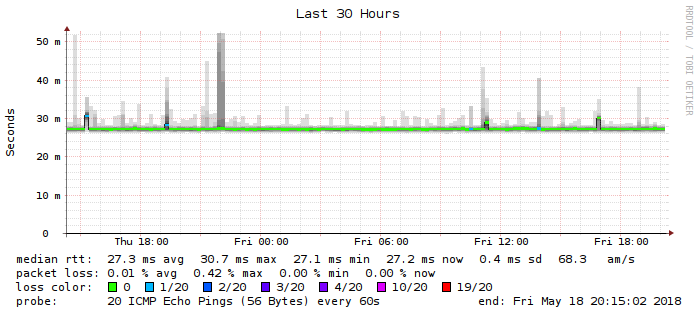 Last 30 Hours
RRDTOOL / TOBI OETIKER
Seconds
50 m
40 m
30 m
20 m
10 m
0
Thu 18:00 Fri 00:00 Fri 06:00 Fri 12:00 Fri 18:00
median rtt: 27.3 ms avg 30.7 ms max 27.1 ms min 27.2 ms now 0.4 ms sd 68.3 am/s
packet loss: 0.01 % avg 0.42 % max 0.00 % min 0.00 % now
loss color: 0 1/20 2/20 3/20 4/20 10/20 19/20
probe: 20 ICMP Echo Pings (56 Bytes) every 60s end: Fri May 18 20:15:02 2018